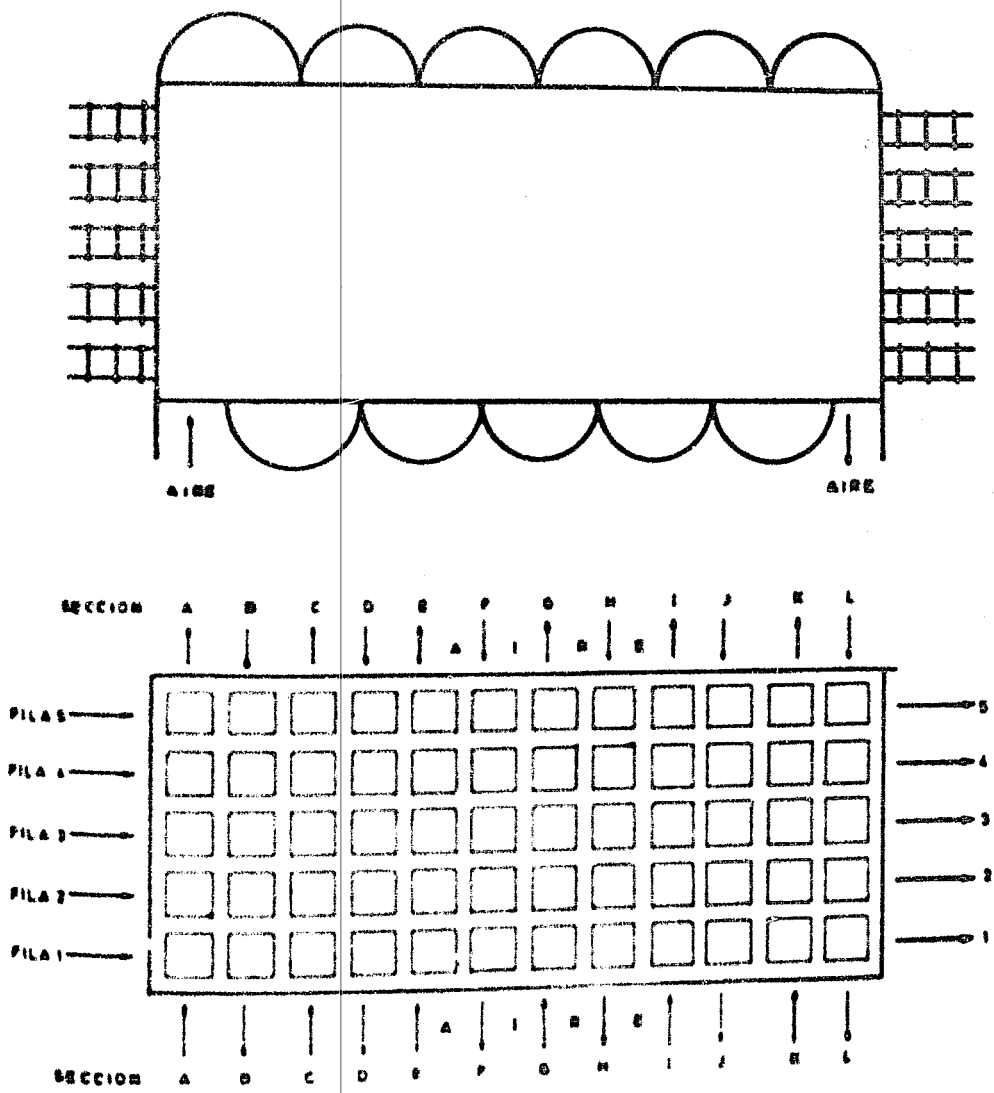 AIRE
AIRE
SECCION A B C D E F G H I J K L
A I R E
FILA 5 5
FILA 4 4
FILA 3 3
FILA 2 2
FILA 1 1
A I R E
SECCION A B C D E F G H I J K L